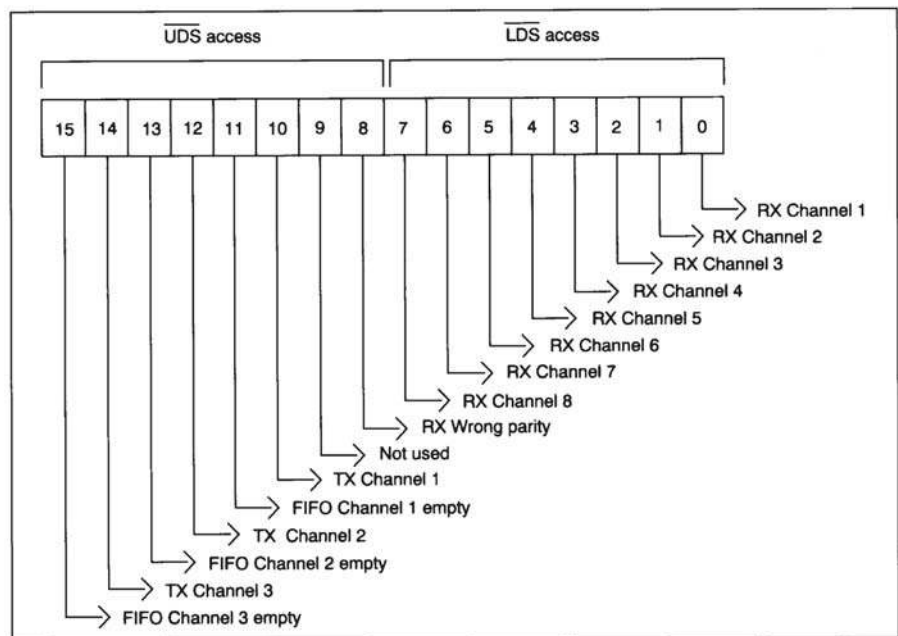 UDS access LDS access
15 14 13 12 11 10 9 8 7 6 5 4 3 2 1 0
RX Channel 1
RX Channel 2
RX Channel 3
RX Channel 4
RX Channel 5
RX Channel 6
RX Channel 7
RX Channel 8
RX Wrong parity
Not used
TX Channel 1
FIFO Channel 1 empty
TX Channel 2
FIFO Channel 2 empty
TX Channel 3
FIFO Channel 3 empty